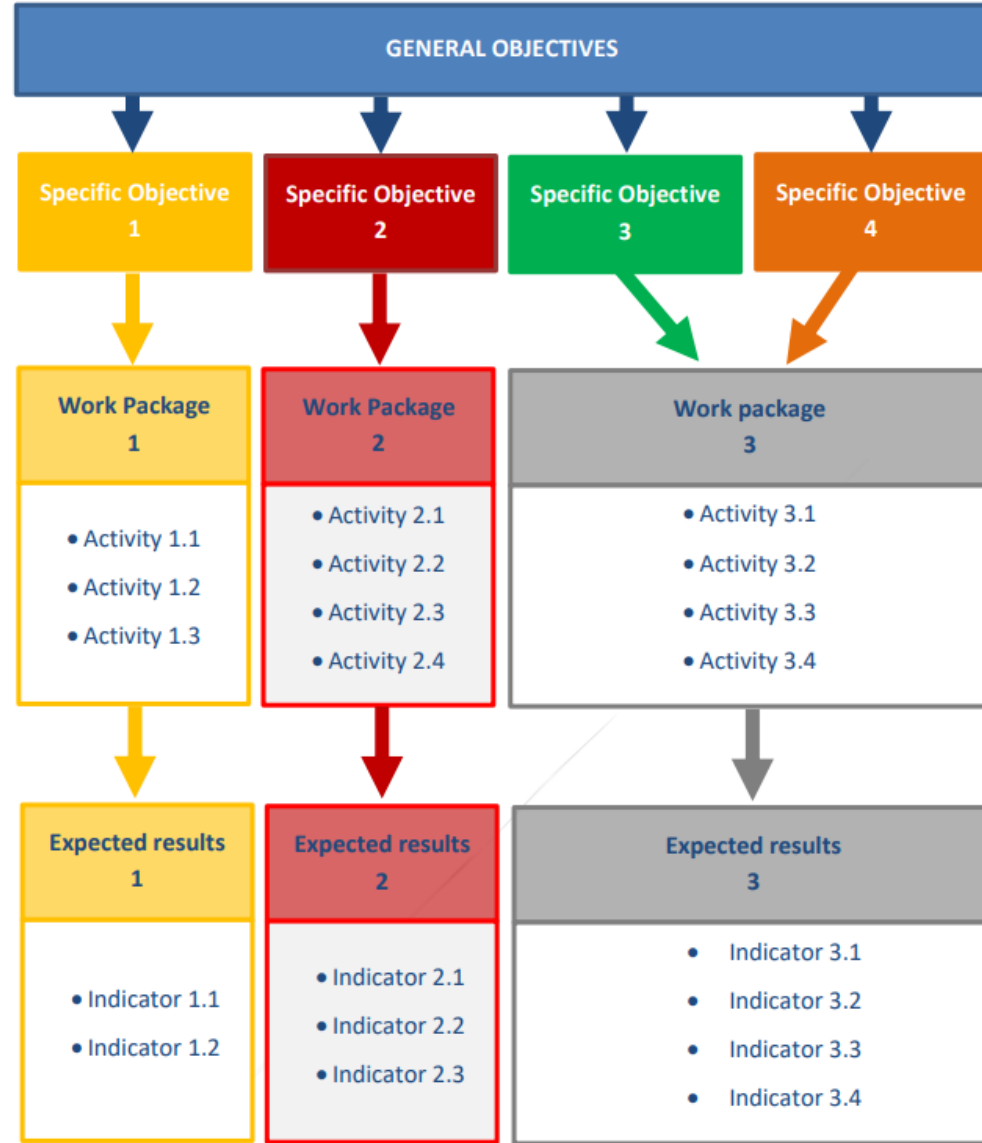 GENERAL OBJECTIVES
Specific Objective
1
Specific Objective
2
Specific Objective
3
Specific Objective
4
Work Package
1
• Activity 1.1
• Activity 1.2
• Activity 1.3
Work Package
2
• Activity 2.1
• Activity 2.2
• Activity 2.3
• Activity 2.4
Work package
3
• Activity 3.1
• Activity 3.2
• Activity 3.3
• Activity 3.4
Expected results
1
• Indicator 1.1
• Indicator 1.2
Expected results
2
• Indicator 2.1
• Indicator 2.2
• Indicator 2.3
Expected results
3
• Indicator 3.1
• Indicator 3.2
• Indicator 3.3
• Indicator 3.4